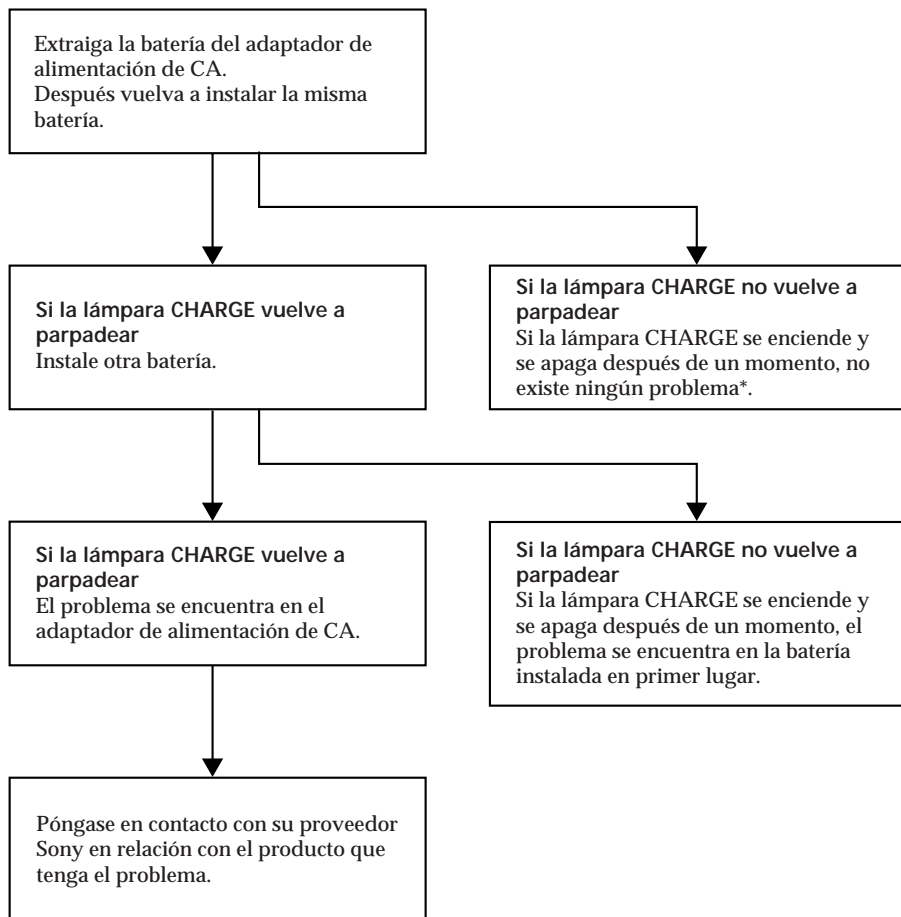 Extraiga la batería del adaptador de
alimentación de CA.
Después vuelva a instalar la misma
batería.
Si la lámpara CHARGE vuelve a
parpadear
Instale otra batería.
Si la lámpara CHARGE no vuelve a
parpadear
Si la lámpara CHARGE se enciende y
se apaga después de un momento, no
existe ningún problema*.
Si la lámpara CHARGE vuelve a
parpadear
El problema se encuentra en el
adaptador de alimentación de CA.
Si la lámpara CHARGE no vuelve a
parpadear
Si la lámpara CHARGE se enciende y
se apaga después de un momento, el
problema se encuentra en la batería
instalada en primer lugar.
Póngase en contacto con su proveedor
Sony en relación con el producto que
tenga el problema.